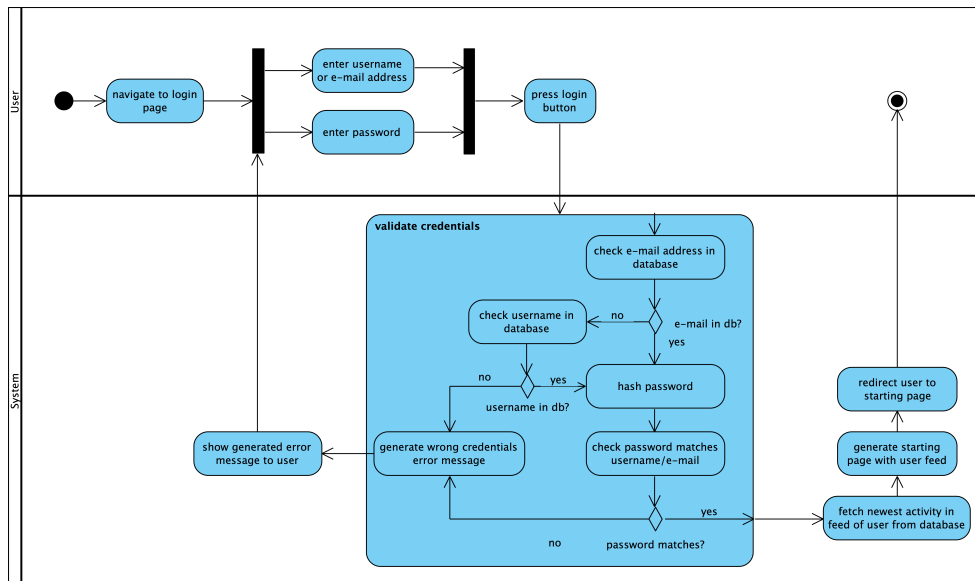 User
navigate to login
page
enter username
or e-mail address
enter password
press login
button
System
validate credentials
check e-mail address in
database
e-mail in db?
no
yes
check username in
database
username in db?
no
yes
hash password
check password matches
username/e-mail
password matches?
no
yes
generate wrong credentials
error message
show generated error
message to user
fetch newest activity in
feed of user from database
generate starting
page with user feed
redirect user to
starting page